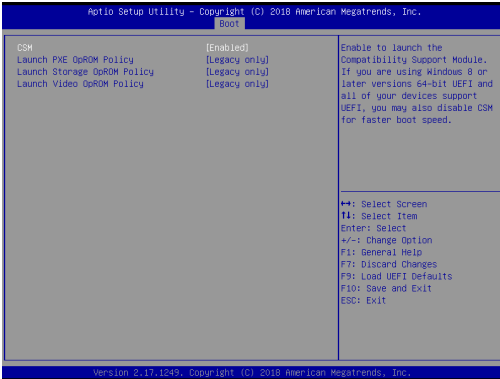 Aptio Setup Utility – Copyright (C) 2018 American Megatrends, Inc.
Boot
CSM [Enabled]
Launch PXE OpROM Policy [Legacy only]
Launch Storage OpROM Policy [Legacy only]
Launch Video OpROM Policy [Legacy only]
Enable to launch the
Compatibility Support Module.
If you are using Windows 8 or
later versions 64-bit UEFI and
all of your devices support
UEFI, you may also disable CSM
for faster boot speed.
↔: Select Screen
↑↓: Select Item
Enter: Select
+/-: Change Option
F1: General Help
F7: Discard Changes
F9: Load UEFI Defaults
F10: Save and Exit
ESC: Exit
Version 2.17.1249. Copyright (C) 2018 American Megatrends, Inc.